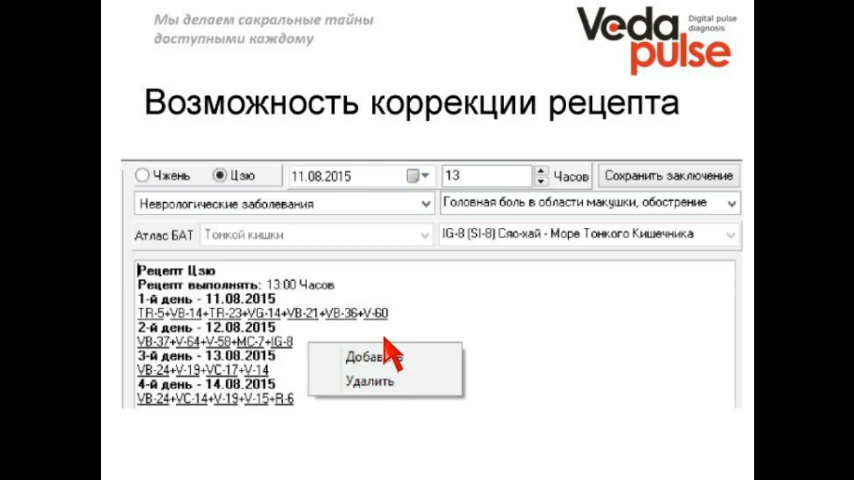 Мы делаем сакральные тайны
доступными каждому
Veda
pulse
Digital pulse
diagnosis
Возможность коррекции рецепта
Чжень Цзю 11.08.2015 13 Часов Сохранить заключение
Неврологические заболевания Головная боль в области макушки, обострение
Атлас БАТ Тонкой кишки IG-8 (SI-8) Сяо-хай - Море Тонкого Кишечника
Рецепт Цзю
Рецепт выполнять: 13:00 Часов
1-й день - 11.08.2015
TR-5+VB-14+TR-23+VG-14+VB-21+VB-36+V-60
2-й день - 12.08.2015
VB-37+V-64+V-58+MC-7+IG-8
3-й день - 13.08.2015
VB-24+V-19+VC-17+V-14
4-й день - 14.08.2015
VB-24+VC-14+V-19+V-15+R-6
Добавить
Удалить